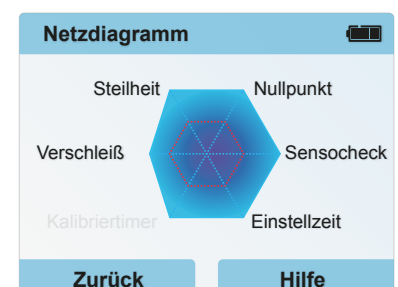 Netzdiagramm
Steilheit Nullpunkt
Verschleiß Sensocheck
Kalibriertimer Einstellzeit
Zurück Hilfe